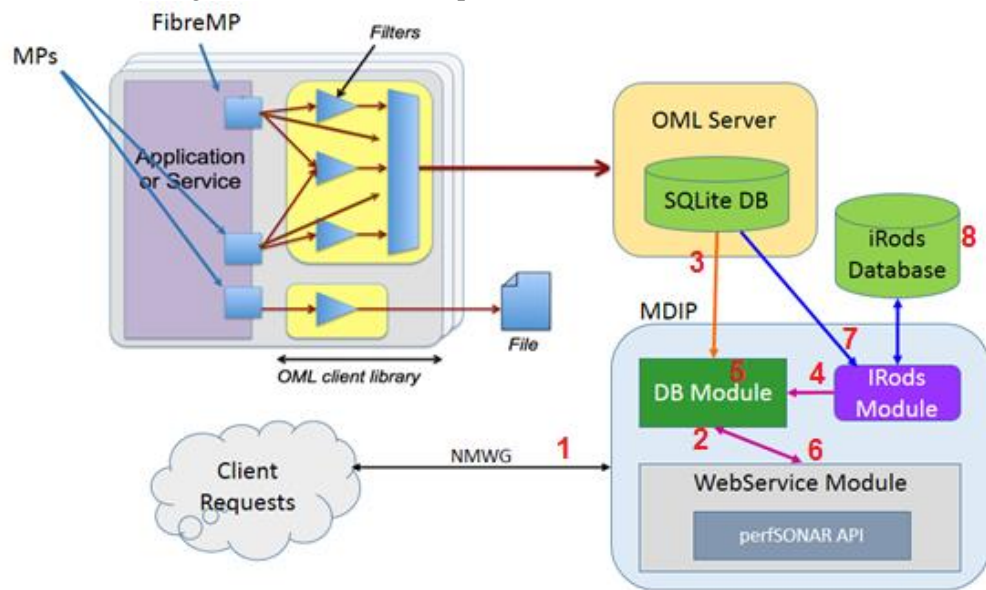 FibreMP
MPs
Filters
Application
or Service
OML Server
SQLite DB
3
iRods
Database
8
File
OML client library
MDIP
7
5
DB Module
4
IRods
Module
2
6
Client
Requests
NMWG
1
WebService Module
perfSONAR API